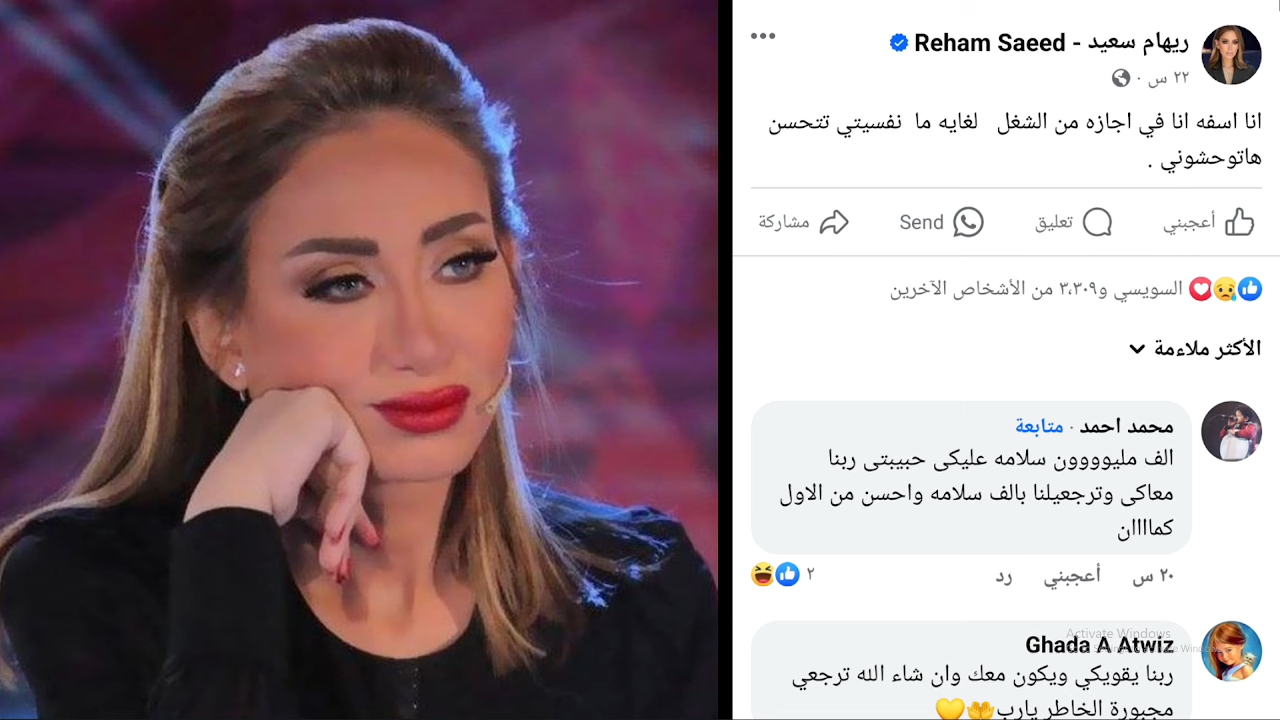 ريهام سعيد - Reham Saeed
٢٢ س ·
انا اسفه انا في اجازه من الشغل لغايه ما نفسيتي تتحسن
هاتوحشوني .
أعجبني تعليق Send مشاركة
السويسي و٣٬٣٠٩ من الأشخاص الآخرين
الأكثر ملاءمة
محمد احمد · متابعة
الف مليوووون سلامه عليكى حبيبتى ربنا
معاكى وترجعيلنا بالف سلامه واحسن من الاول
كمااااان
٢٠ س أعجبني رد ٢
Activate Windows
Ghada A Atwiz
ربنا يقويكي ويكون معك وان شاء الله ترجعي
مجبورة الخاطر يارب🤲💛